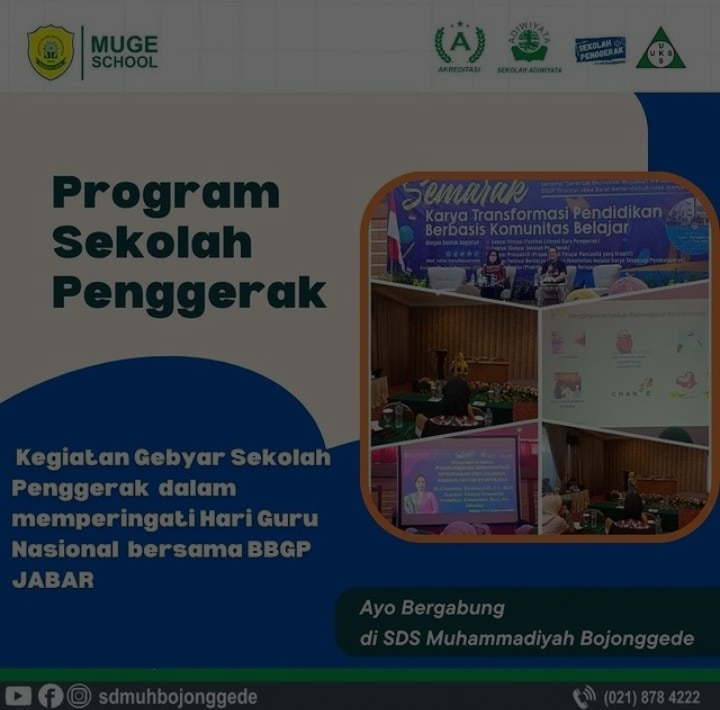 MUGE
SCHOOL
A
AKREDITASI
ADIWIYATA
SEKOLAH ADIWIYATA
SEKOLAH
PENGGERAK
U
UKS
S
Program
Sekolah
Penggerak
Semarak
Karya Transformasi Pendidikan
Berbasis Komunitas Belajar
CHAN E
Kegiatan Gebyar Sekolah
Penggerak dalam
memperingati Hari Guru
Nasional bersama BBGP
JABAR
Ayo Bergabung
di SDS Muhammadiyah Bojonggede
sdmuhbojonggede
(021) 878 4222